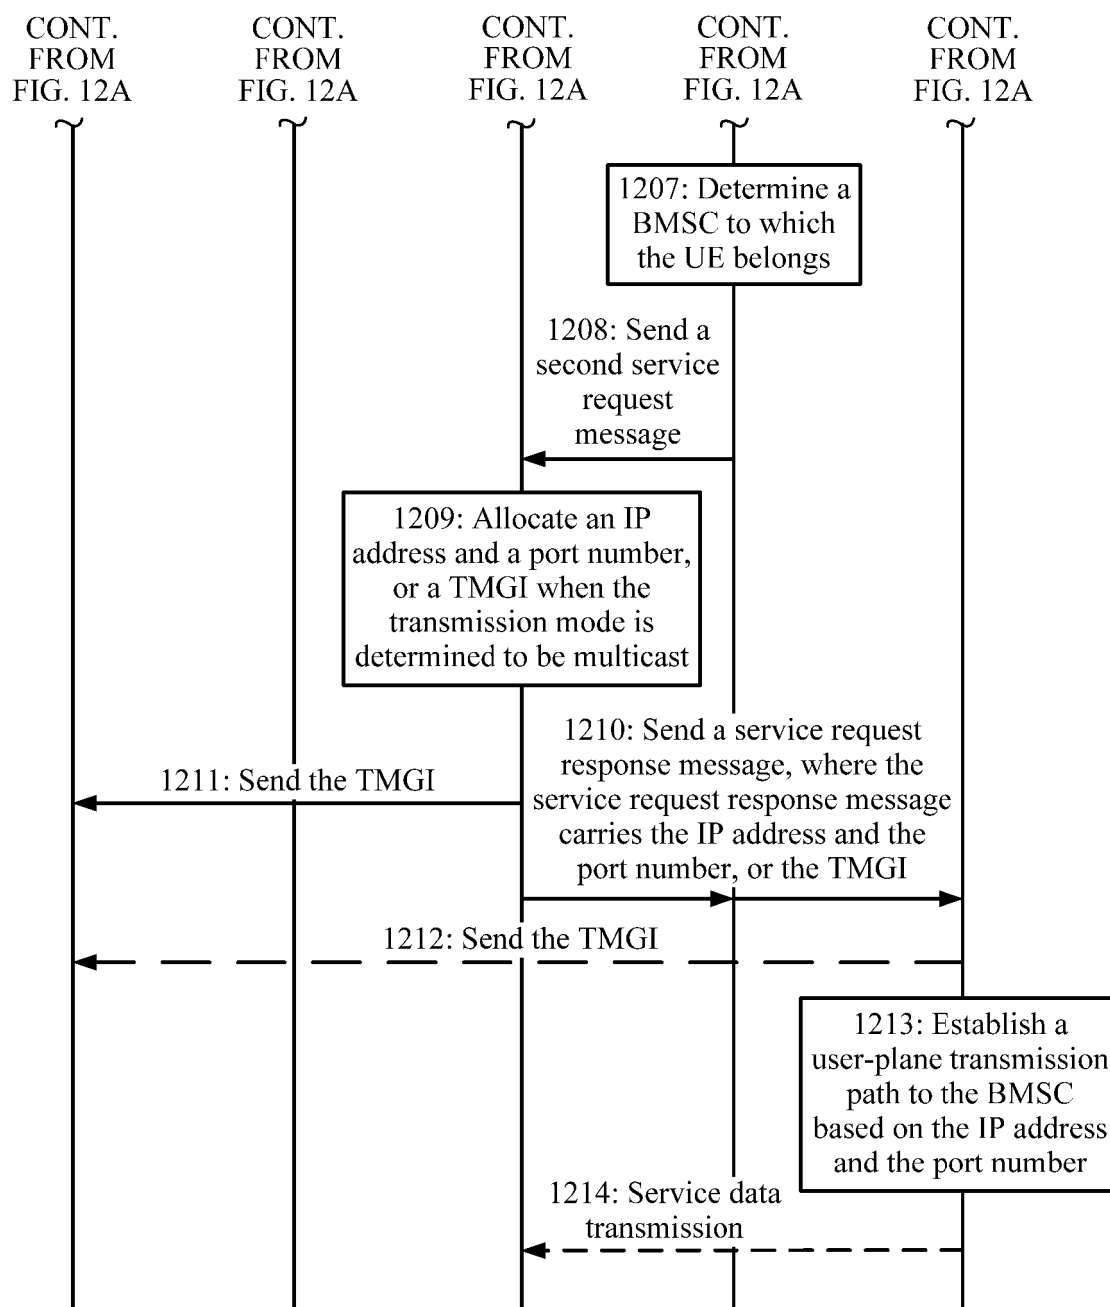 CONT.
FROM
FIG. 12A
CONT.
FROM
FIG. 12A
CONT.
FROM
FIG. 12A
CONT.
FROM
FIG. 12A
CONT.
FROM
FIG. 12A
1207: Determine a
BMSC to which
the UE belongs
1208: Send a
second service
request
message
1209: Allocate an IP
address and a port number,
or a TMGI when the
transmission mode is
determined to be multicast
1210: Send a service request
response message, where the
service request response message
carries the IP address and the
port number, or the TMGI
1211: Send the TMGI
1212: Send the TMGI
1213: Establish a
user-plane transmission
path to the BMSC
based on the IP address
and the port number
1214: Service data
transmission